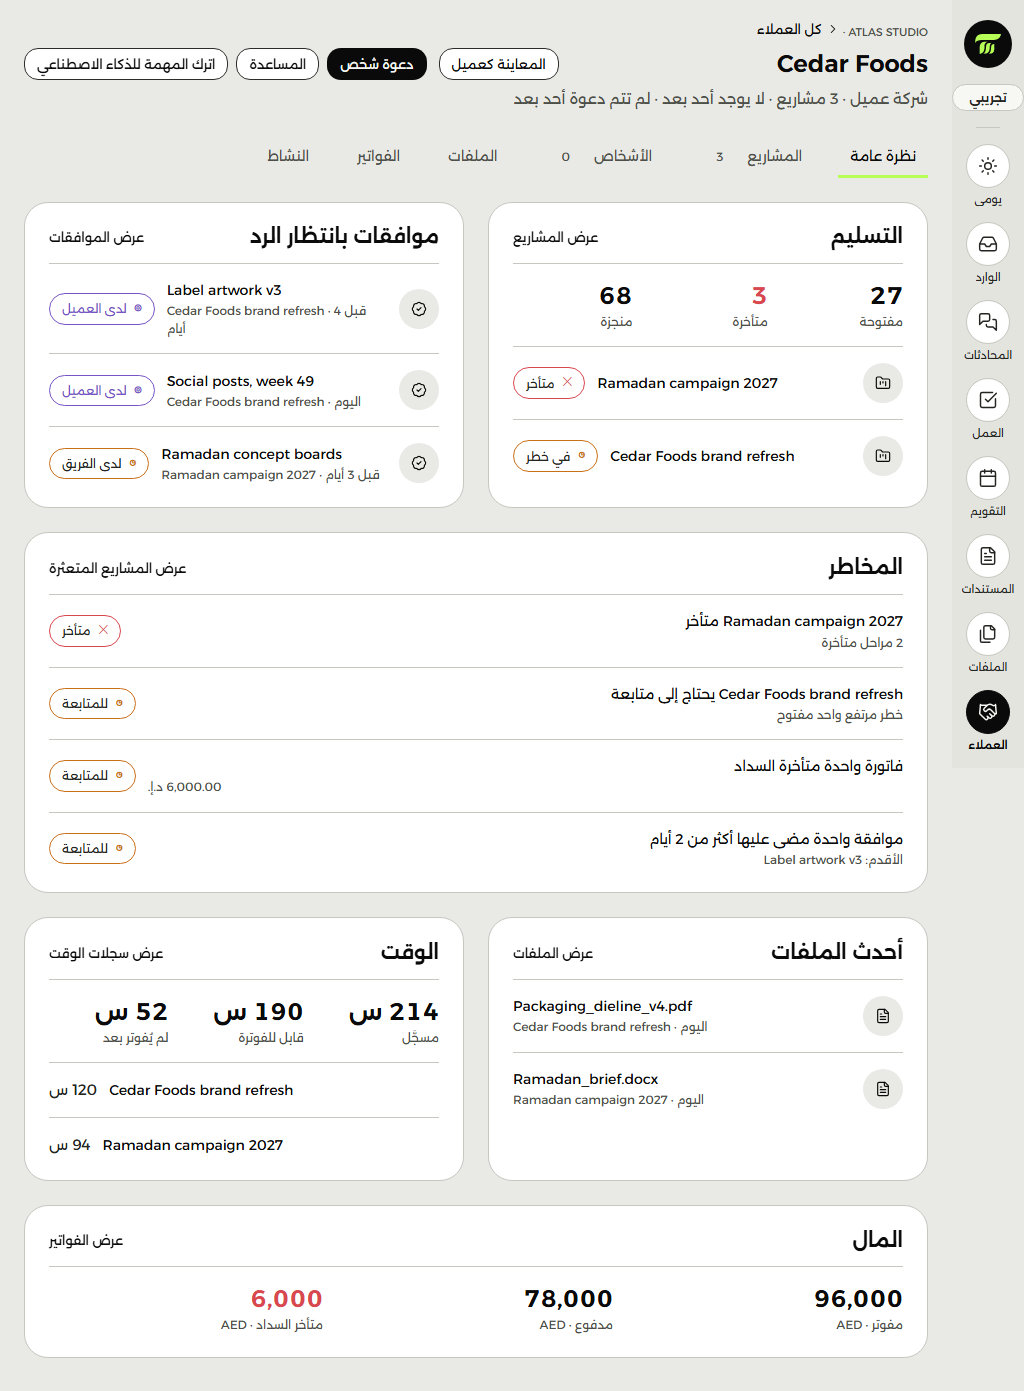 تجريبي
يومي
الوارد
المحادثات
العمل
التقويم
المستندات
الملفات
العملاء
ATLAS STUDIO ·
كل العملاء
Cedar Foods
شركة عميل · 3 مشاريع · لا يوجد أحد بعد · لم تتم دعوة أحد بعد
المعاينة كعميل
دعوة شخص
المساعدة
اترك المهمة للذكاء الاصطناعي
نظرة عامة
المشاريع 3
الأشخاص 0
الملفات
الفواتير
النشاط
التسليم
عرض المشاريع
27
مفتوحة
3
متأخرة
68
منجزة
Ramadan campaign 2027
متأخر
Cedar Foods brand refresh
في خطر
موافقات بانتظار الرد
عرض الموافقات
Label artwork v3
Cedar Foods brand refresh · قبل 4
أيام
لدى العميل
Social posts, week 49
Cedar Foods brand refresh · اليوم
لدى العميل
Ramadan concept boards
Ramadan campaign 2027 · قبل 3 أيام
لدى الفريق
المخاطر
عرض المشاريع المتعثرة
Ramadan campaign 2027 متأخر
2 مراحل متأخرة
متأخر
Cedar Foods brand refresh يحتاج إلى متابعة
خطر مرتفع واحد مفتوح
للمتابعة
فاتورة واحدة متأخرة السداد
6,000.00 د.إ.
للمتابعة
موافقة واحدة مضى عليها أكثر من 2 أيام
الأقدم: Label artwork v3
للمتابعة
أحدث الملفات
عرض الملفات
Packaging_dieline_v4.pdf
Cedar Foods brand refresh · اليوم
Ramadan_brief.docx
Ramadan campaign 2027 · اليوم
الوقت
عرض سجلات الوقت
214 س
مسجَّل
190 س
قابل للفوترة
52 س
لم يُفوتر بعد
Cedar Foods brand refresh
120 س
Ramadan campaign 2027
94 س
المال
عرض الفواتير
96,000
مفوتر · AED
78,000
مدفوع · AED
6,000
متأخر السداد · AED